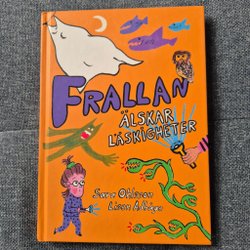 FRALLAN
ÄLSKAR
LÄSKIGHETER
Sara Ohlsson
Lisen Adbåge